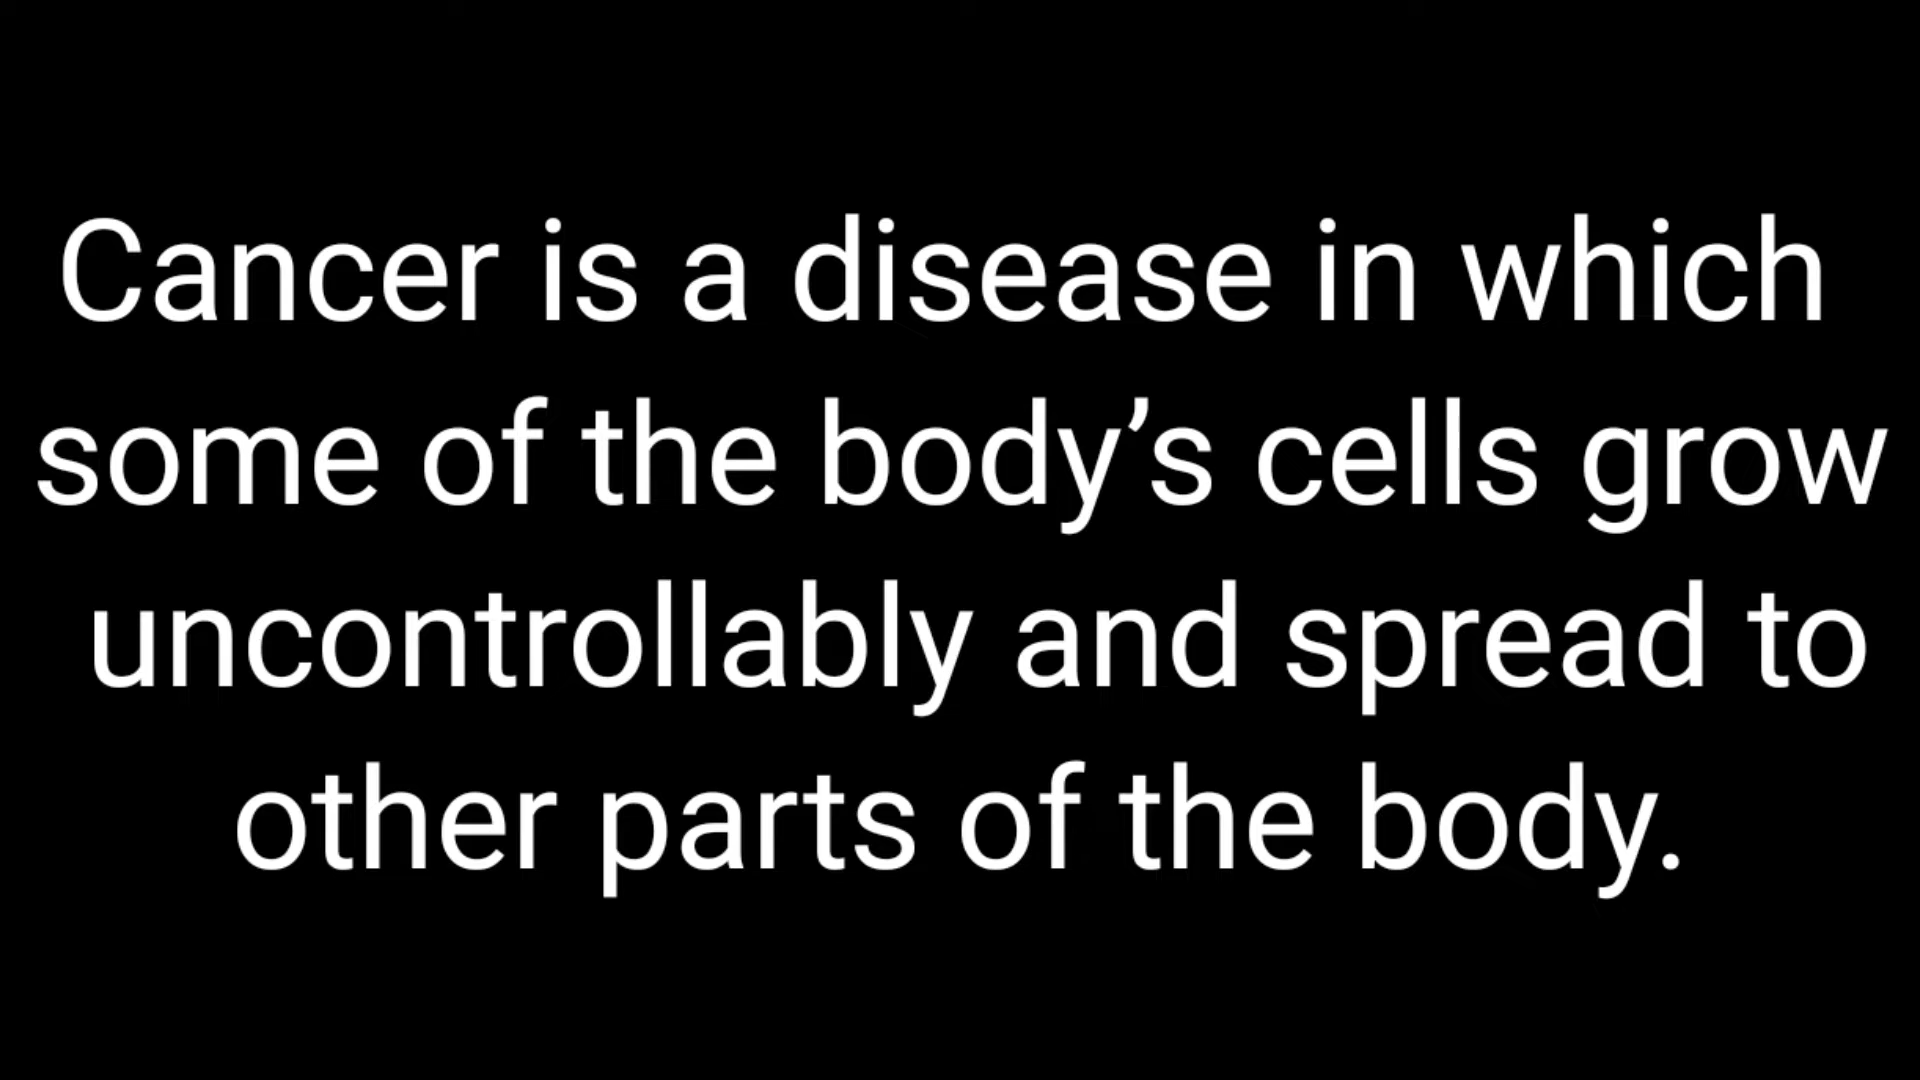 Cancer is a disease in which
some of the body’s cells grow
uncontrollably and spread to
other parts of the body.